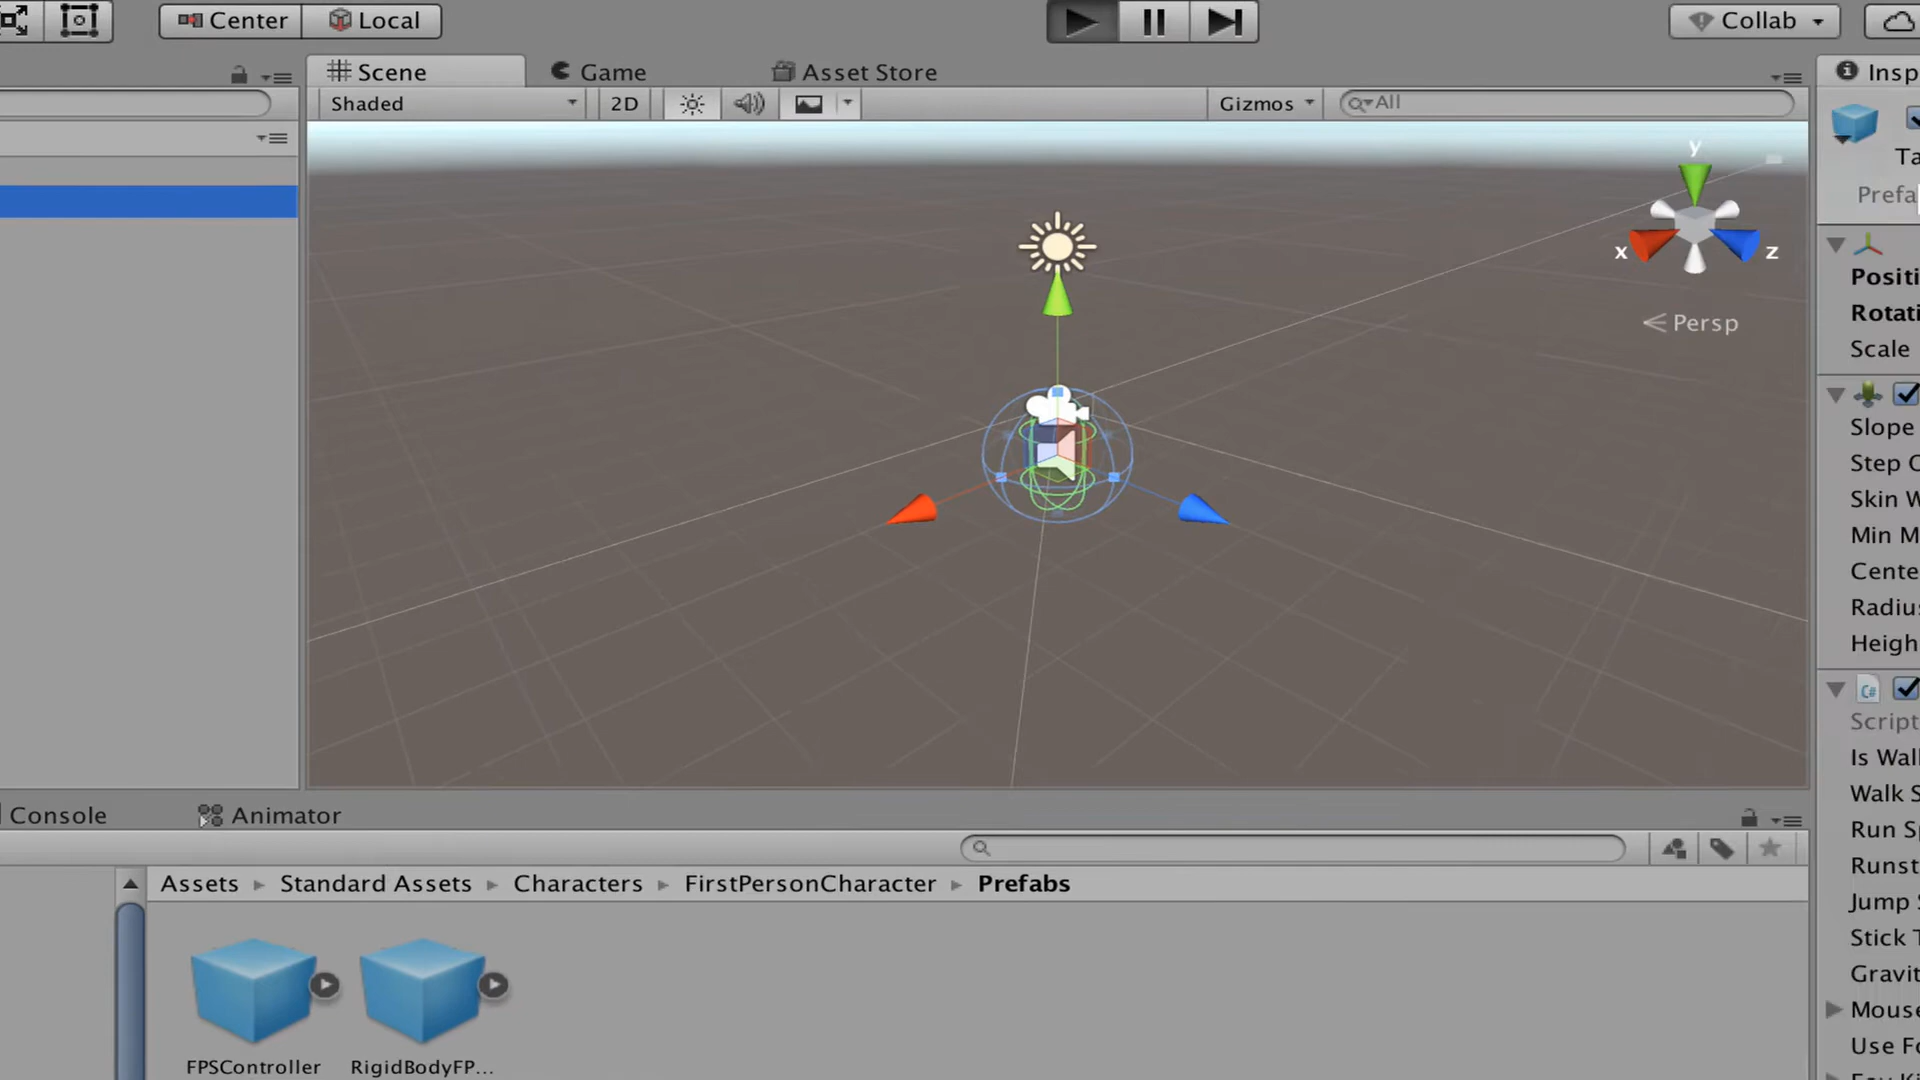 Center
Local
Collab
Scene
Game
Asset Store
Insp
Shaded
2D
Gizmos
All
Ta
Prefa
y
x
z
Persp
Positi
Rotati
Scale
Slope
Step O
Skin W
Min M
Cente
Radiu
Heigh
C#
Script
Is Wal
Walk S
Run Sp
Runst
Jump S
Stick T
Gravit
Mouse
Use Fo
Console
Animator
Assets
Standard Assets
Characters
FirstPersonCharacter
Prefabs
FPSController
RigidBodyFP...